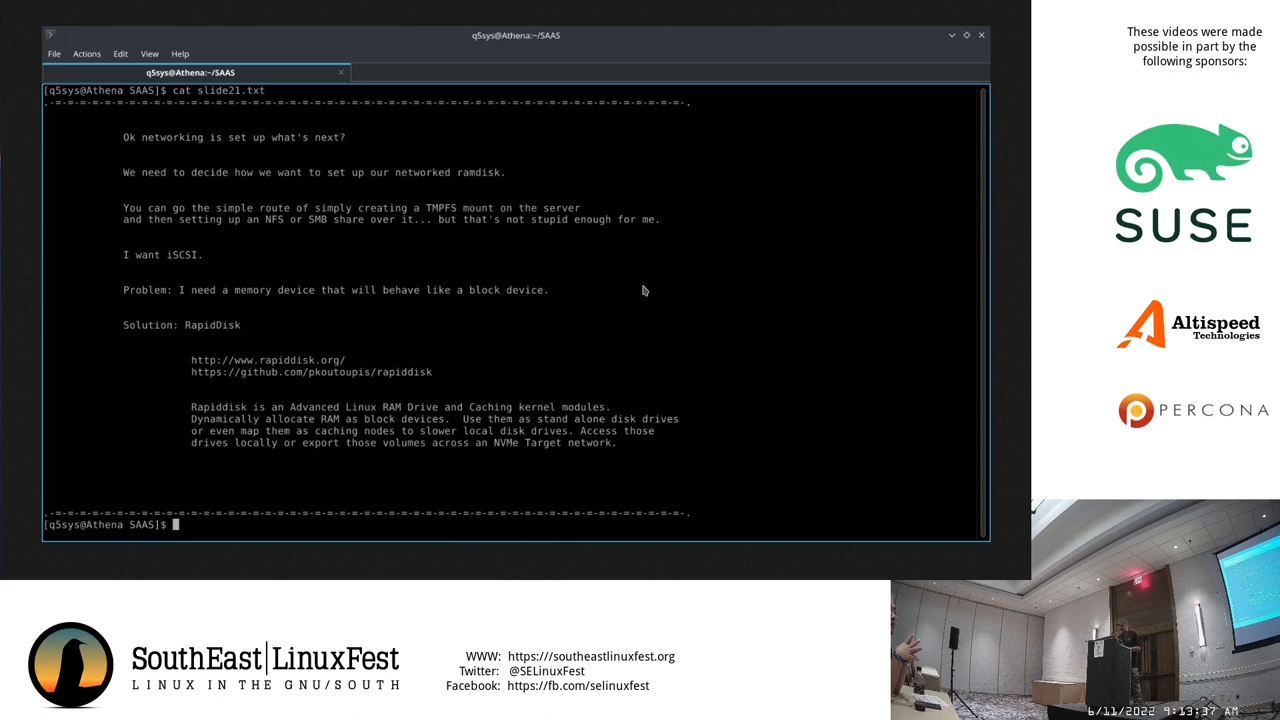 These videos were made
possible in part by the
following sponsors:
q5sys@Athena:~/SAAS
File Actions Edit View Help
q5sys@Athena:~/SAAS
[q5sys@Athena SAAS]$ cat slide21.txt
.-=-=-=-=-=-=-=-=-=-=-=-=-=-=-=-=-=-=-=-=-=-=-=-=-=-=-=-=-=-=-=-=-=-=-=-=-=-=-=-=-=-=-=-=-=-=-=-=-=-=-=-=-.
Ok networking is set up what's next?
We need to decide how we want to set up our networked ramdisk.
You can go the simple route of simply creating a TMPFS mount on the server
and then setting up an NFS or SMB share over it... but that's not stupid enough for me.
I want iSCSI.
Problem: I need a memory device that will behave like a block device.
Solution: RapidDisk
http://www.rapiddisk.org/
https://github.com/pkoutoupis/rapiddisk
Rapiddisk is an Advanced Linux RAM Drive and Caching kernel modules.
Dynamically allocate RAM as block devices.  Use them as stand alone disk drives
or even map them as caching nodes to slower local disk drives. Access those
drives locally or export those volumes across an NVMe Target network.
.-=-=-=-=-=-=-=-=-=-=-=-=-=-=-=-=-=-=-=-=-=-=-=-=-=-=-=-=-=-=-=-=-=-=-=-=-=-=-=-=-=-=-=-=-=-=-=-=-=-=-=-=-.
[q5sys@Athena SAAS]$
SUSE
Altispeed
Technologies
PERCONA
SouthEast|LinuxFest
LINUX IN THE GNU/SOUTH
WWW: https:///southeastlinuxfest.org
Twitter: @SELinuxFest
Facebook: https://fb.com/selinuxfest
6/11/2022 9:13:37 AM